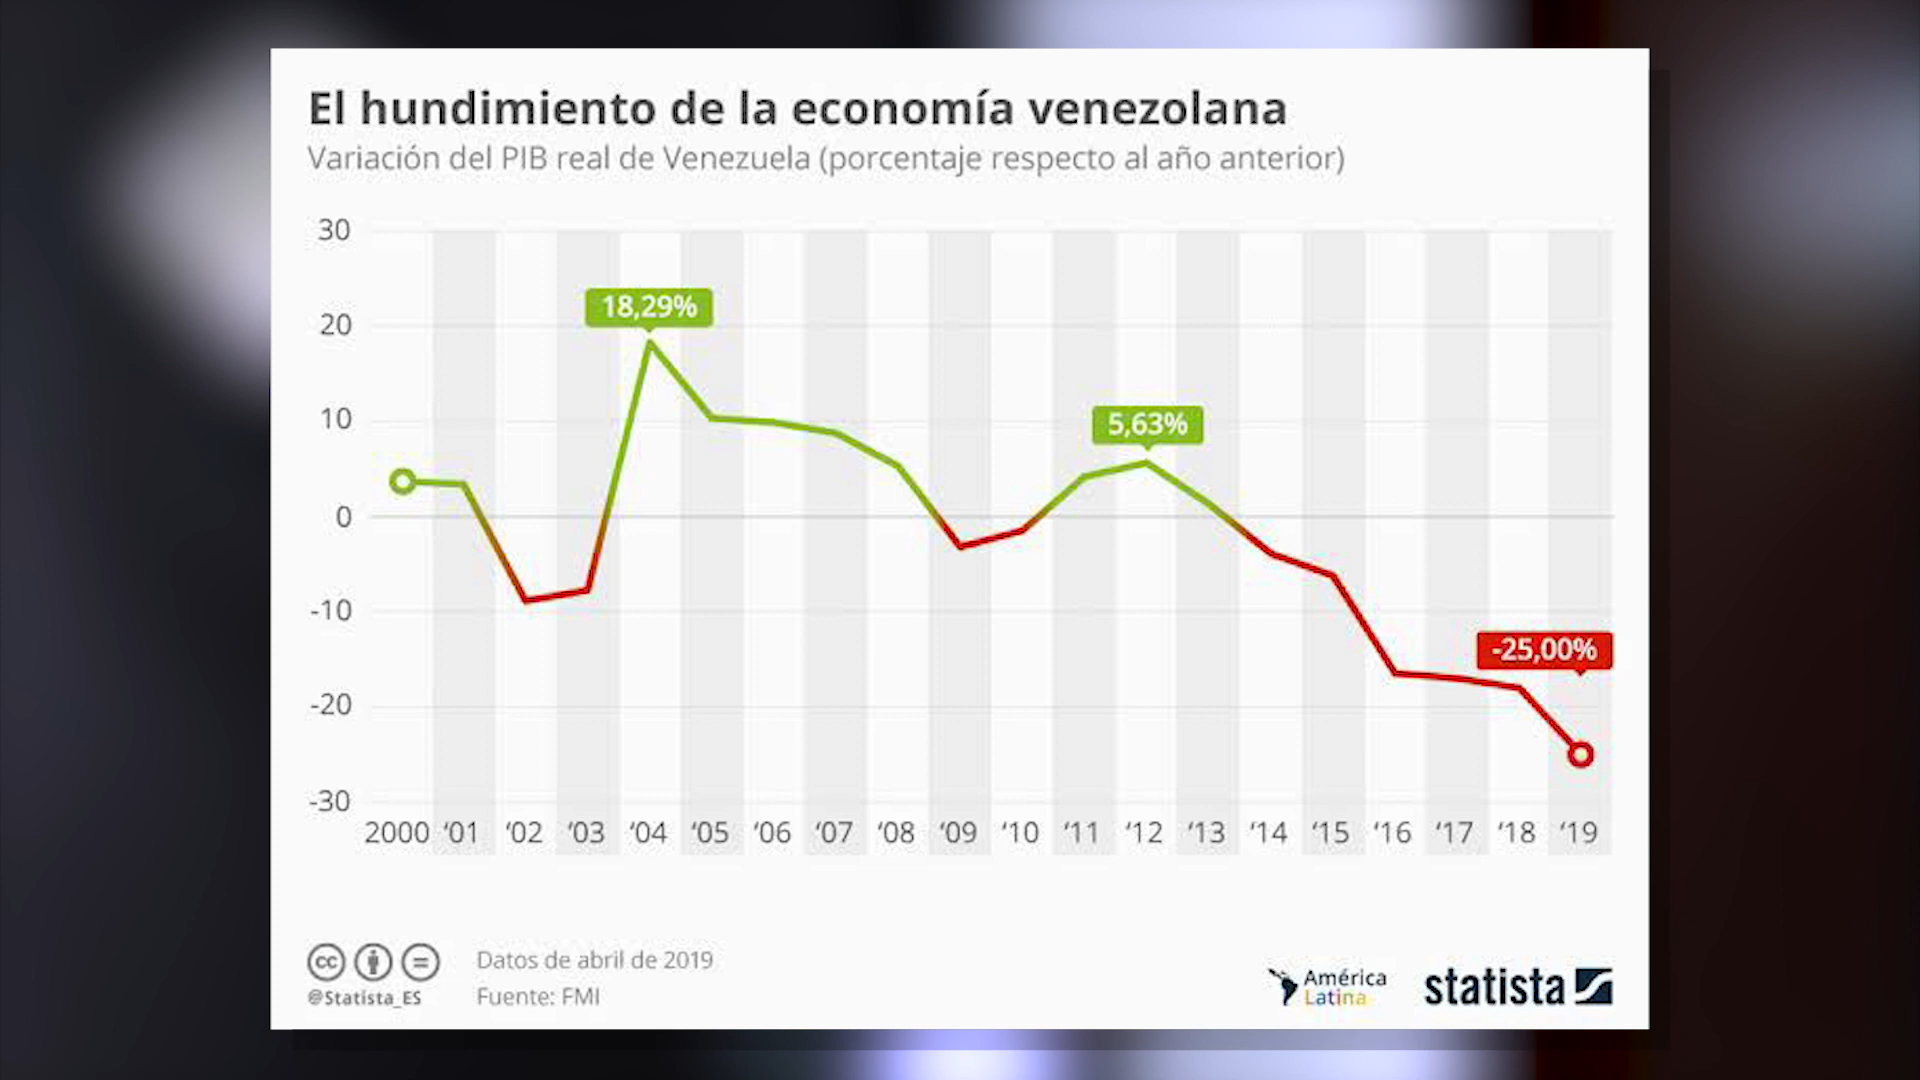 El hundimiento de la economía venezolana
Variación del PIB real de Venezuela (porcentaje respecto al año anterior)
30
20
10
0
-10
-20
-30
18,29%
5,63%
-25,00%
2000 ‘01 ‘02 ‘03 ‘04 ‘05 ‘06 ‘07 ‘08 ‘09 ‘10 ‘11 ‘12 ‘13 ‘14 ‘15 ‘16 ‘17 ‘18 ‘19
cc
@Statista_ES
Datos de abril de 2019
Fuente: FMI
América
Latina
statista